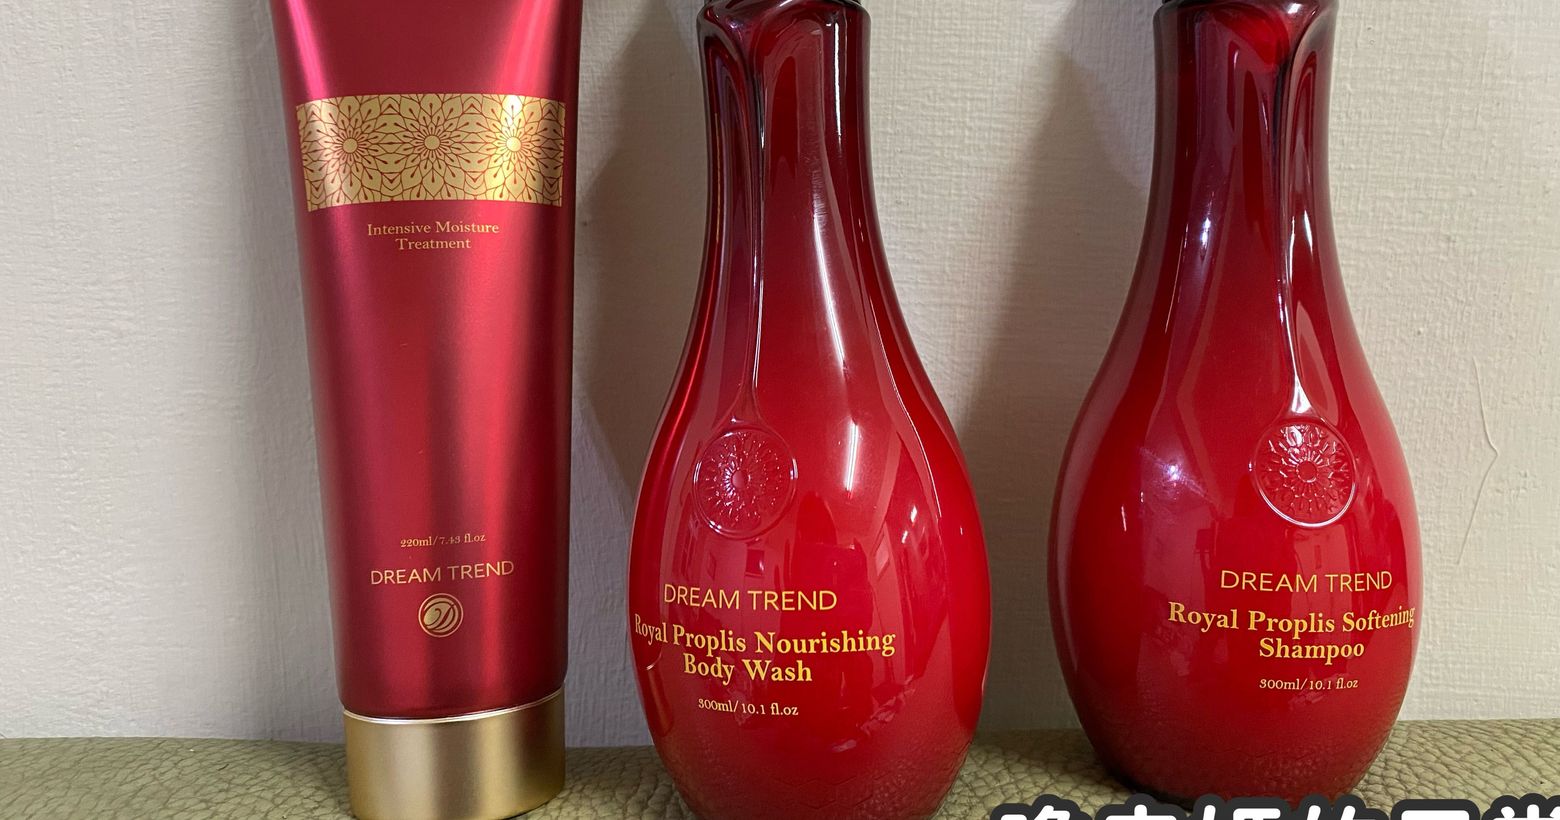 Intensive Moisture
Treatment
220ml/7.43 fl.oz
DREAM TREND
DREAM TREND
Royal Proplis Nourishing
Body Wash
300ml/10.1 fl.oz
DREAM TREND
Royal Proplis Softening
Shampoo
300ml/10.1 fl.oz